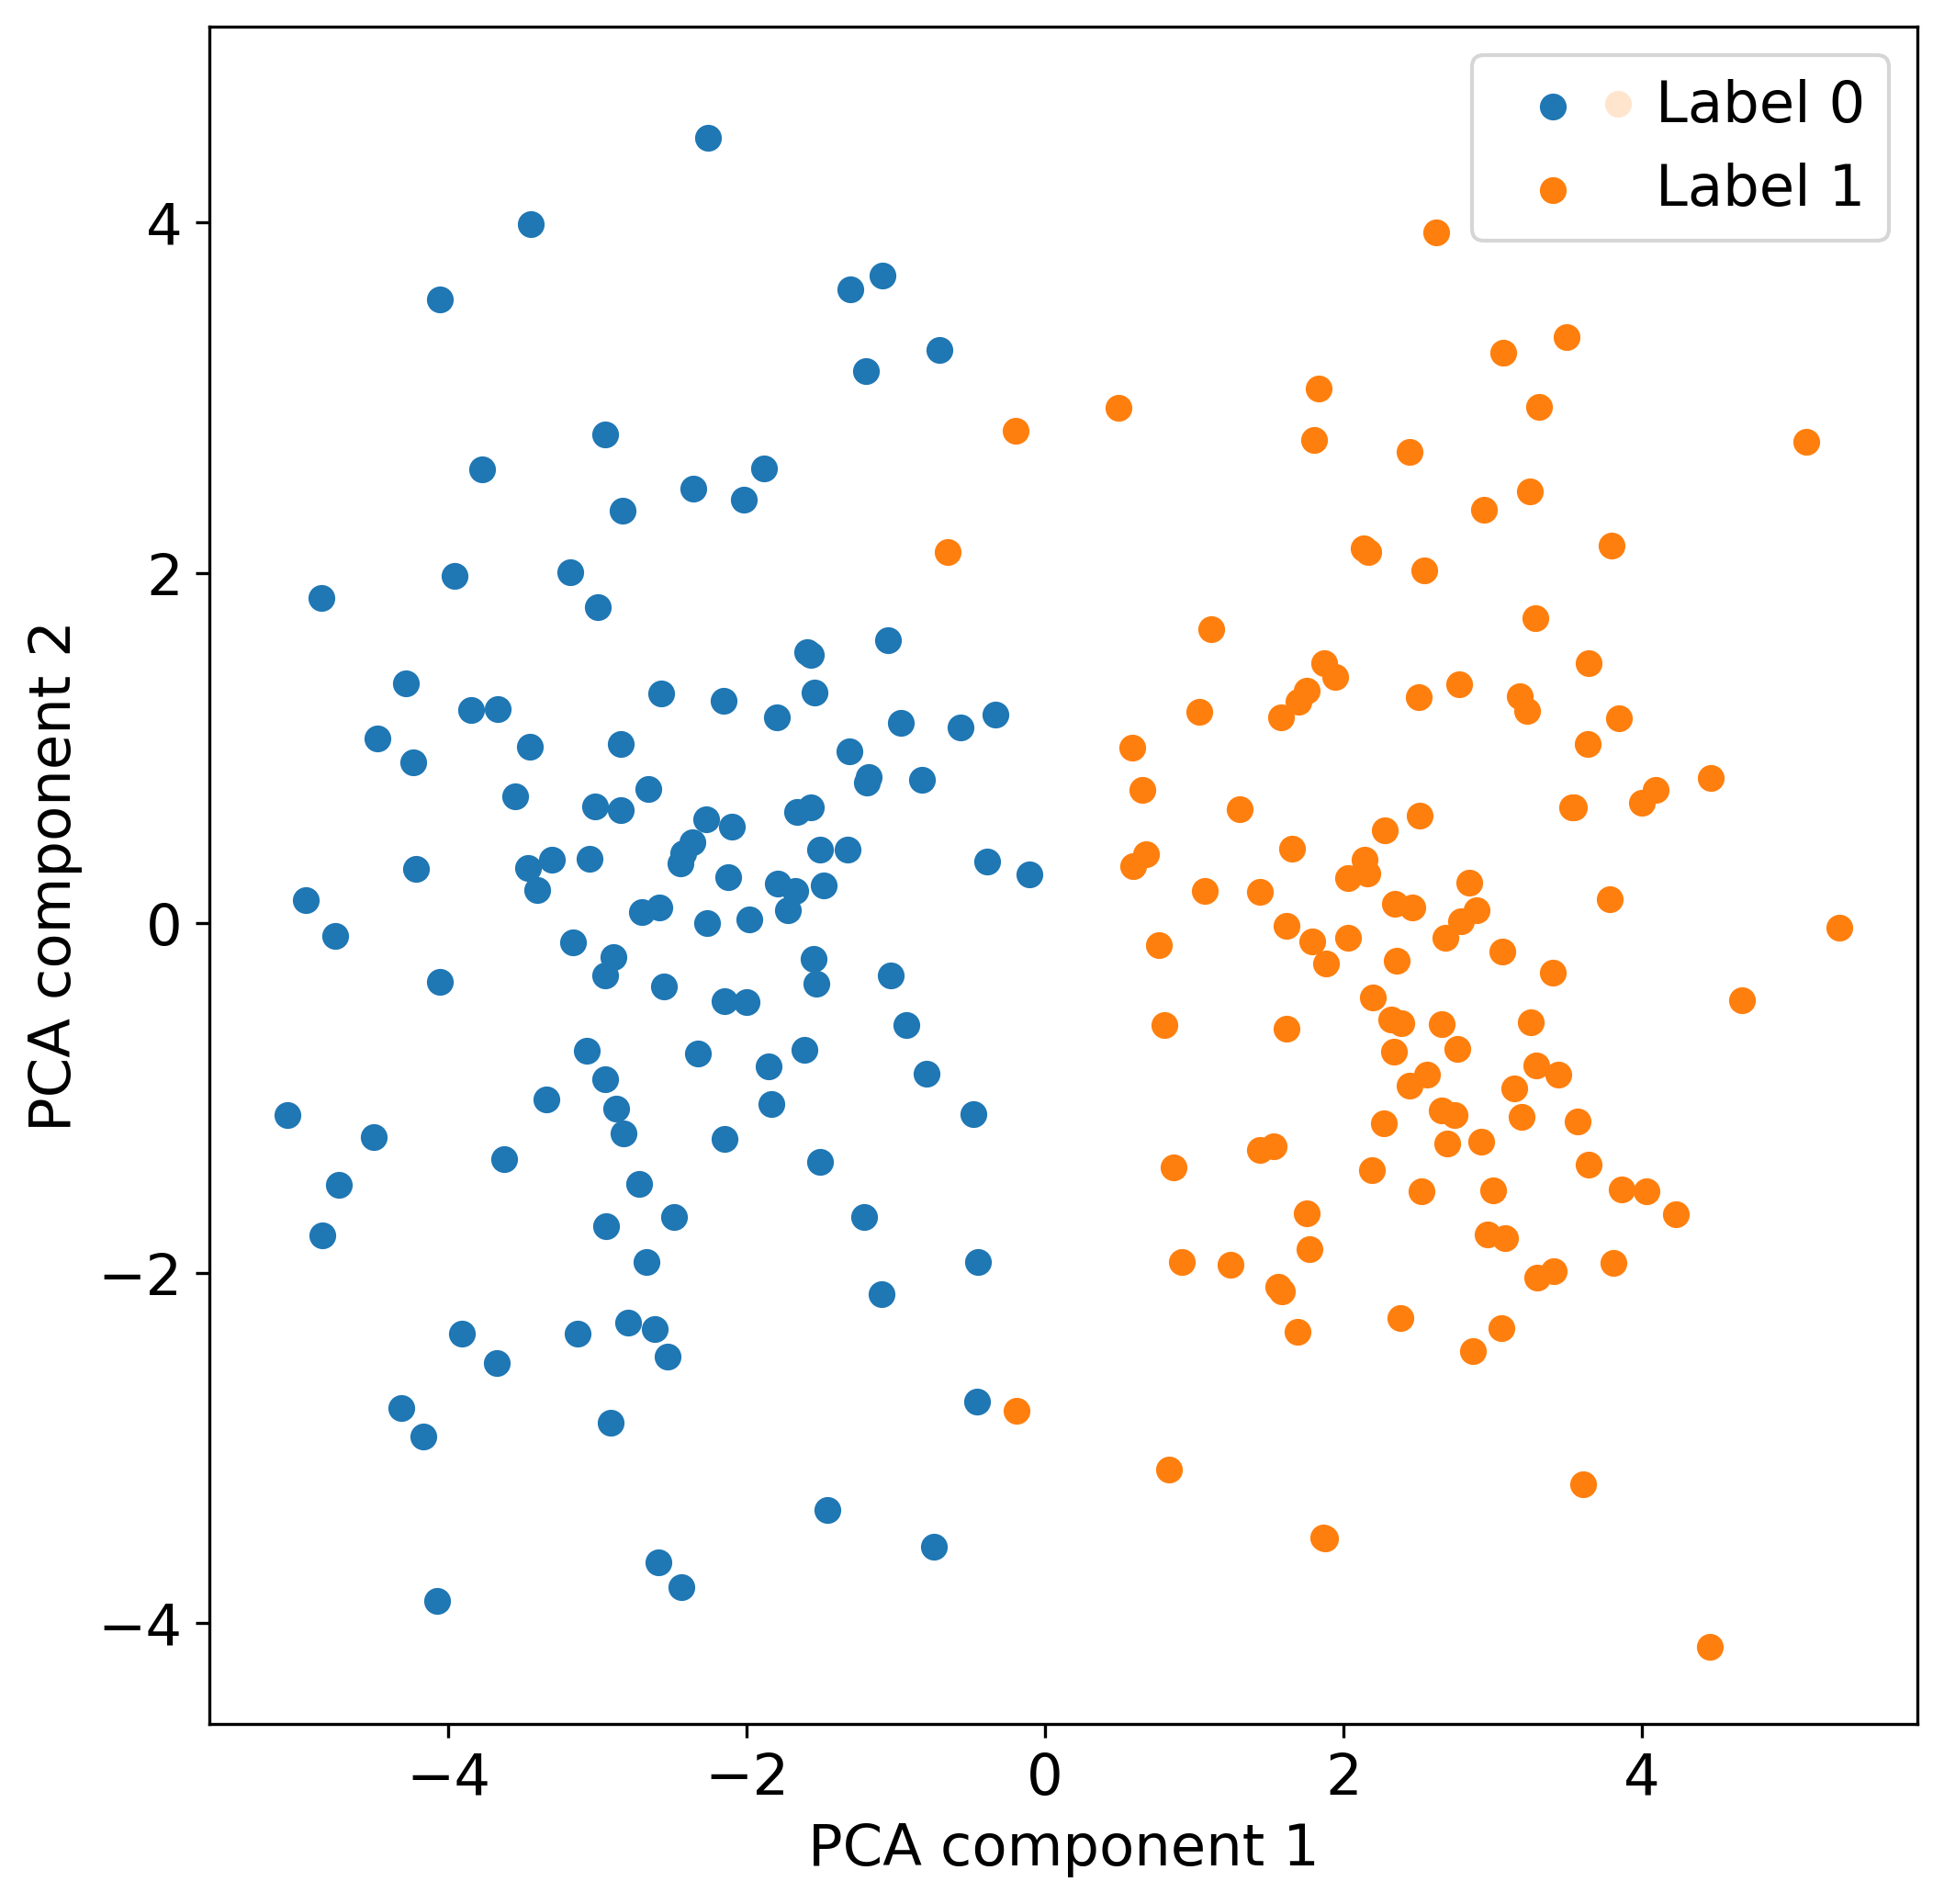 Label 0
Label 1
4
2
0
−2
−4
PCA component 2
−4 −2 0 2 4
PCA component 1